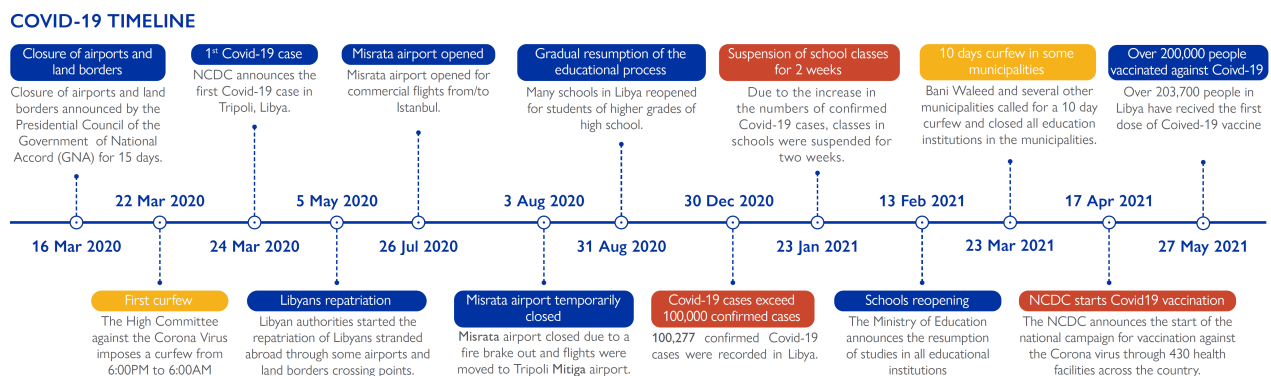 COVID-19 TIMELINE
Closure of airports and
land borders
Closure of airports and land
borders announced by the
Presidential Council of the
Government of National
Accord (GNA) for 15 days.
1st Covid-19 case
NCDC announces the
first Covid-19 case in
Tripoli, Libya.
Misrata airport opened
Misrata airport opened for
commercial flights from/to
Istanbul.
Gradual resumption of the
educational process
Many schools in Libya reopened
for students of higher grades of
high school.
Suspension of school classes
for 2 weeks
Due to the increase in
the numbers of confirmed
Covid-19 cases, classes in
schools were suspended for
two weeks.
10 days curfew in some
municipalities
Bani Waleed and several other
municipalities called for a 10 day
curfew and closed all education
institutions in the municipalities.
Over 200,000 people
vaccinated against Coivd-19
Over 203,700 people in
Libya have recived the first
dose of Coived-19 vaccine
22 Mar 2020
5 May 2020
3 Aug 2020
30 Dec 2020
13 Feb 2021
17 Apr 2021
16 Mar 2020
24 Mar 2020
26 Jul 2020
31 Aug 2020
23 Jan 2021
23 Mar 2021
27 May 2021
First curfew
The High Committee
against the Corona Virus
imposes a curfew from
6:00PM to 6:00AM
Libyans repatriation
Libyan authorities started the
repatriation of Libyans stranded
abroad through some airports and
land borders crossing points.
Misrata airport temporarily
closed
Misrata airport closed due to a
fire brake out and flights were
moved to Tripoli Mitiga airport.
Covid-19 cases exceed
100,000 confirmed cases
100,277 confirmed Covid-19
cases were recorded in Libya.
Schools reopening
The Ministry of Education
announces the resumption
of studies in all educational
institutions
NCDC starts Covid19 vaccination
The NCDC announces the start of the
national campaign for vaccination against
the Corona virus through 430 health
facilities across the country.